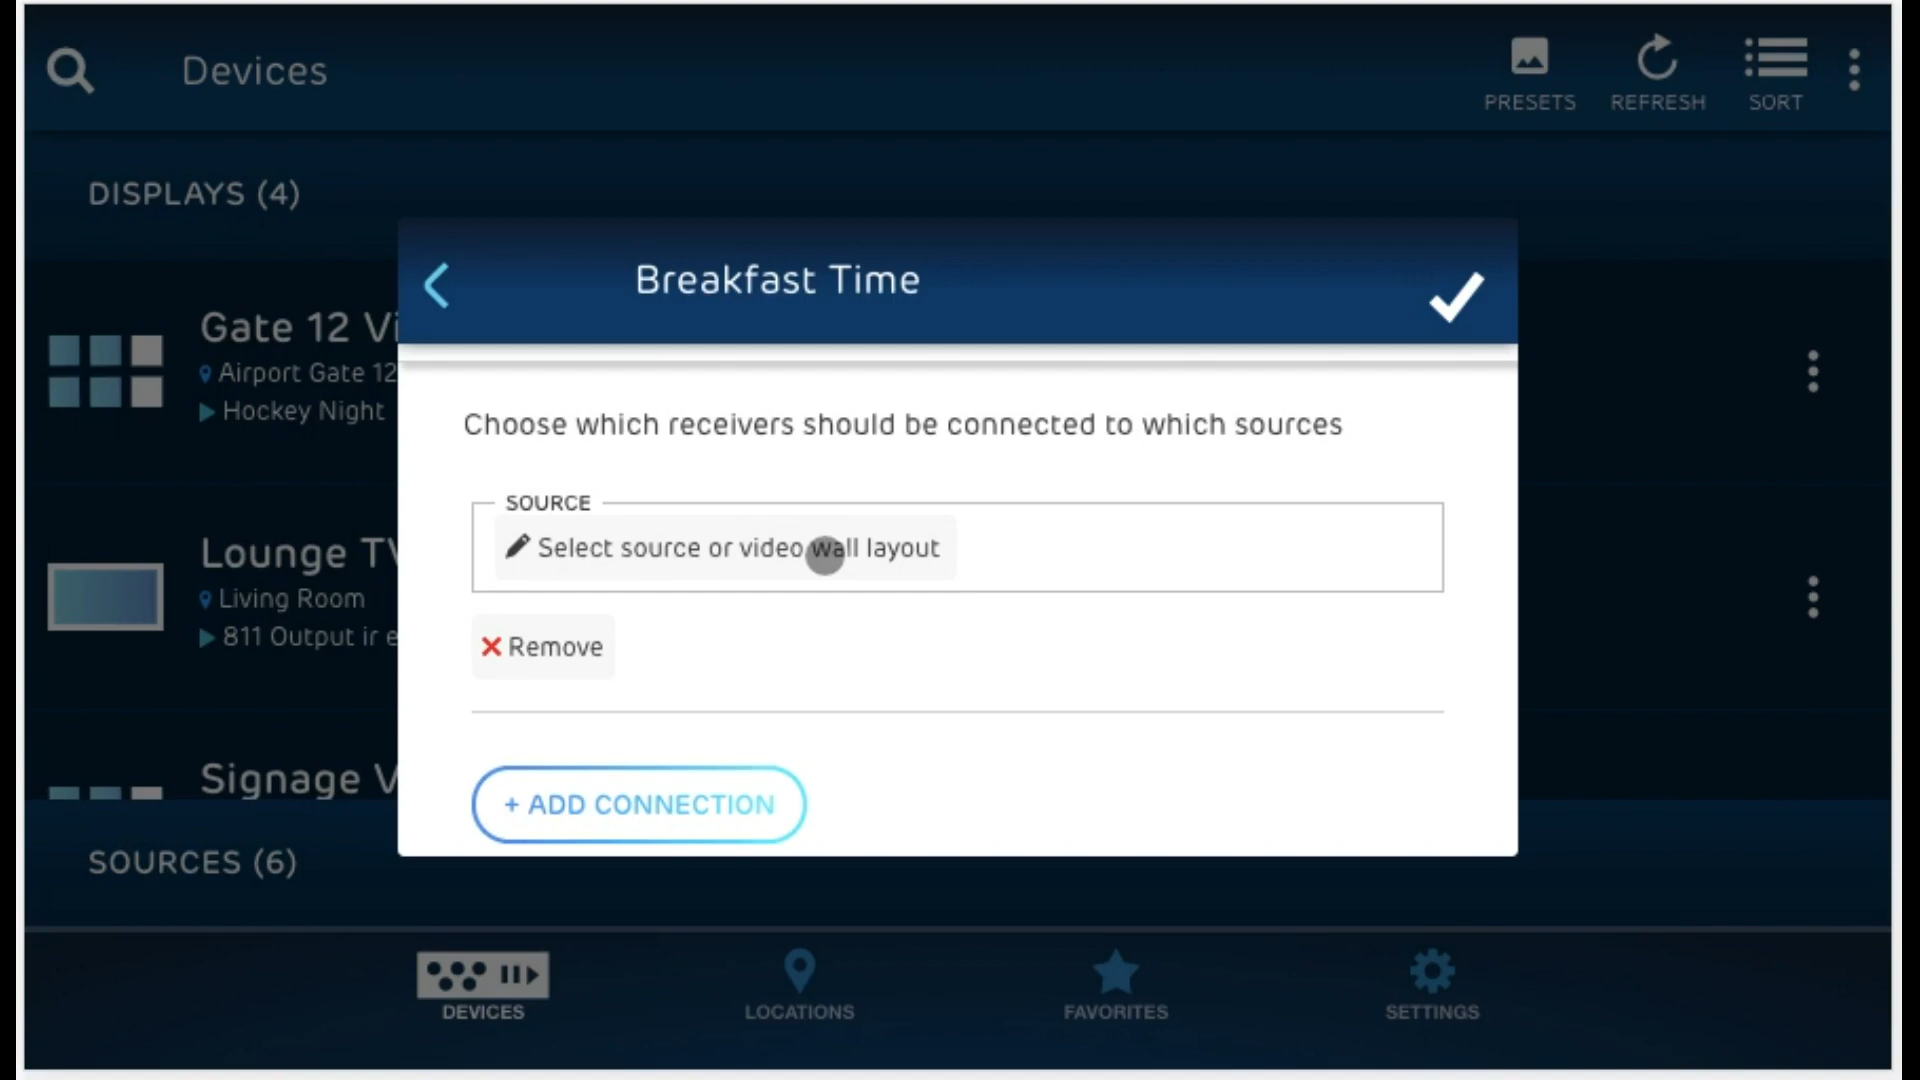 Devices
PRESETS
REFRESH
SORT
DISPLAYS (4)
Gate 12
Airport Gate 12
Hockey Night
Lounge
Living Room
811 Output ir
Signage
SOURCES (6)
Breakfast Time
Choose which receivers should be connected to which sources
SOURCE
Select source or video wall layout
Remove
+ ADD CONNECTION
DEVICES
LOCATIONS
FAVORITES
SETTINGS